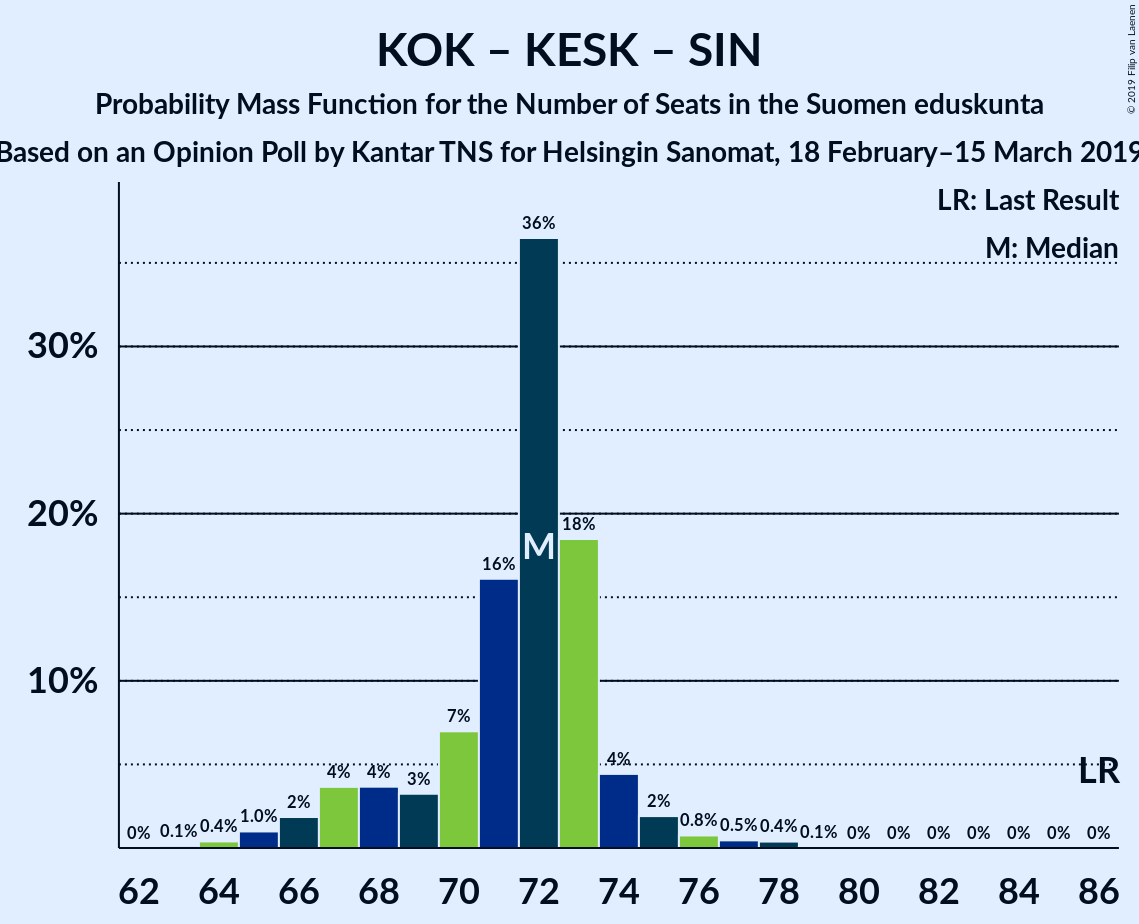 KOK – KESK – SIN
Probability Mass Function for the Number of Seats in the Suomen eduskunta
Based on an Opinion Poll by Kantar TNS for Helsingin Sanomat, 18 February–15 March 2019
© 2019 Filip van Laenen
LR: Last Result
M: Median
30%
20%
10%
0% 0.1% 0.4% 1.0% 2% 4% 4% 3% 7% 16% 36% 18% 4% 2% 0.8% 0.5% 0.4% 0.1% 0% 0% 0% 0% 0% 0% 0%
M
LR
62 64 66 68 70 72 74 76 78 80 82 84 86